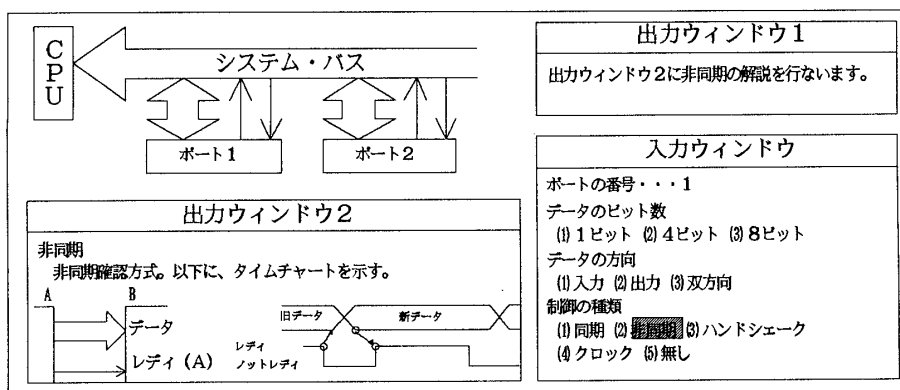 CPU
システム・バス
ポート1
ポート2
出力ウィンドウ1
出力ウィンドウ2に非同期の解説を行ないます。
入力ウィンドウ
ポートの番号・・・1
データのビット数
(1) 1ビット (2) 4ビット (3) 8ビット
データの方向
(1) 入力 (2) 出力 (3) 双方向
制御の種類
(1) 同期 (2) 非同期 (3) ハンドシェーク
(4) クロック (5) 無し
出力ウィンドウ2
非同期
非同期確認方式。以下に、タイムチャートを示す。
A B
データ
レディ (A)
旧データ 新データ
レディ
ノットレディ